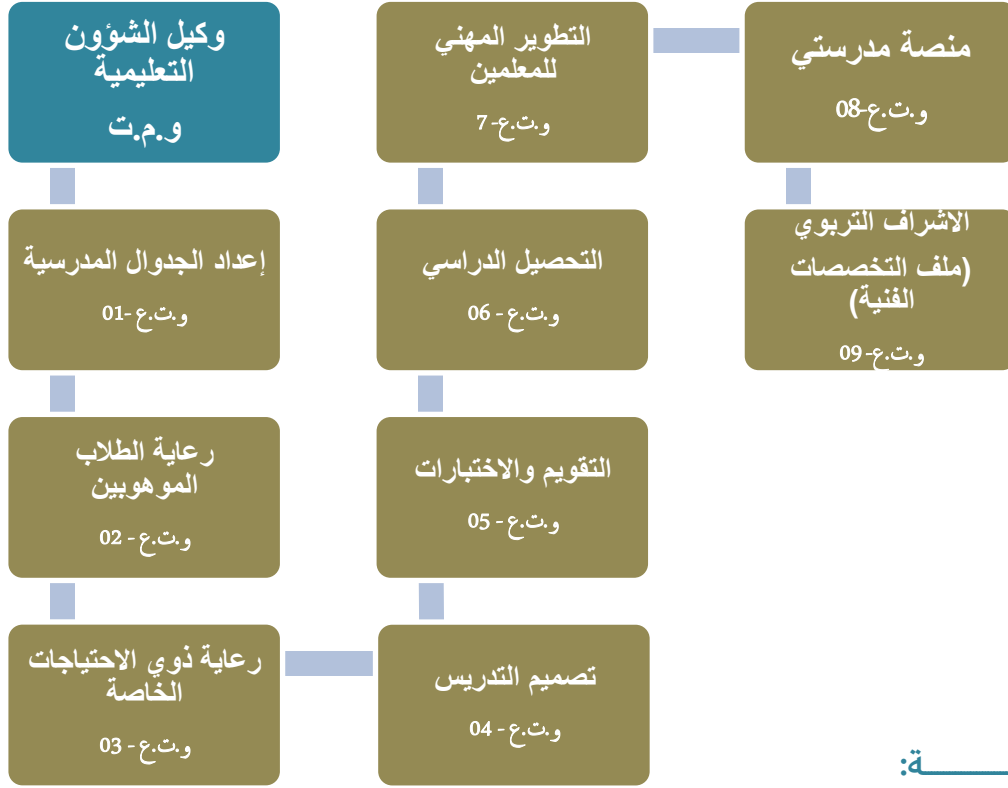 وكيل الشؤون
التعليمية
و.م.ت
إعداد الجدوال المدرسية
و.ت.ع-01
رعاية الطلاب
الموهوبين
و.ت.ع - 02
رعاية ذوي الاحتياجات
الخاصة
و.ت.ع - 03
تصميم التدريس
و.ت.ع - 04
التقويم والاختبارات
و.ت.ع - 05
التحصيل الدراسي
و.ت.ع - 06
التطوير المهني
للمعلمين
و.ت.ع-7
منصة مدرستي
و.ت.ع-08
الاشراف التربوي
(ملف التخصصات
الفنية)
و.ت.ع-09